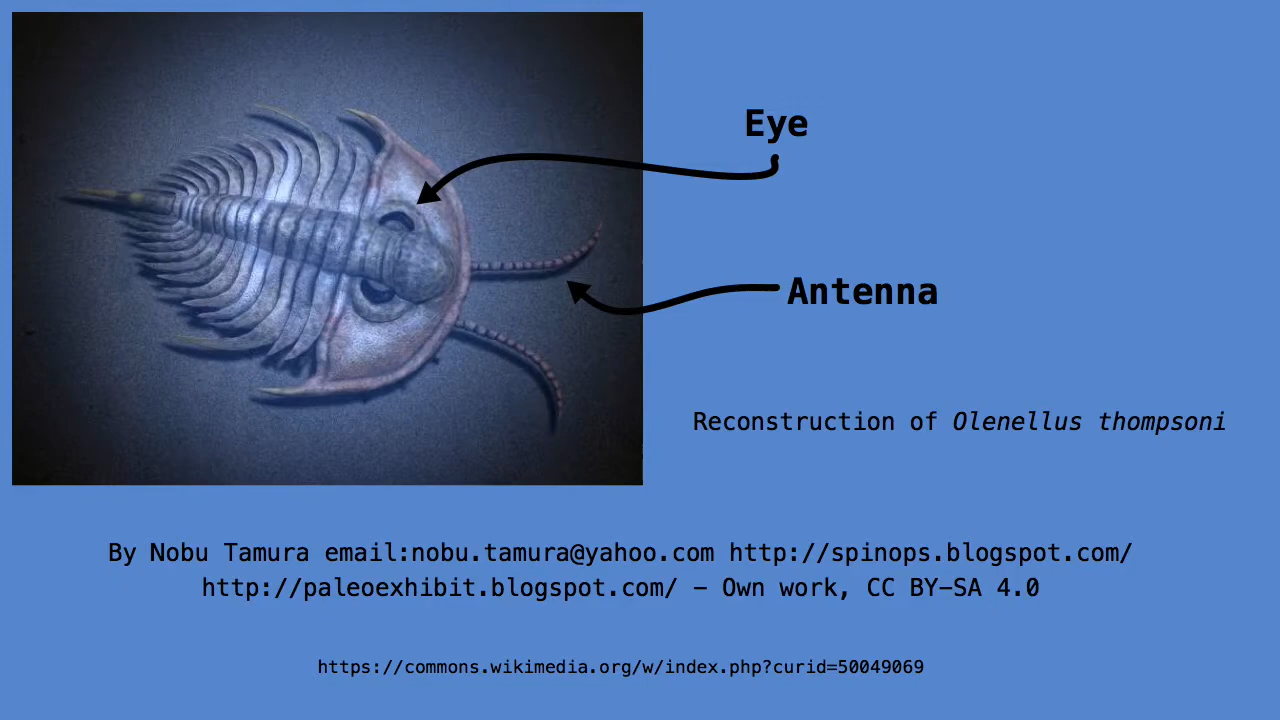 Eye
Antenna
Reconstruction of Olenellus thompsoni
By Nobu Tamura email:nobu.tamura@yahoo.com http://spinops.blogspot.com/
http://paleoexhibit.blogspot.com/ - Own work, CC BY-SA 4.0
https://commons.wikimedia.org/w/index.php?curid=50049069